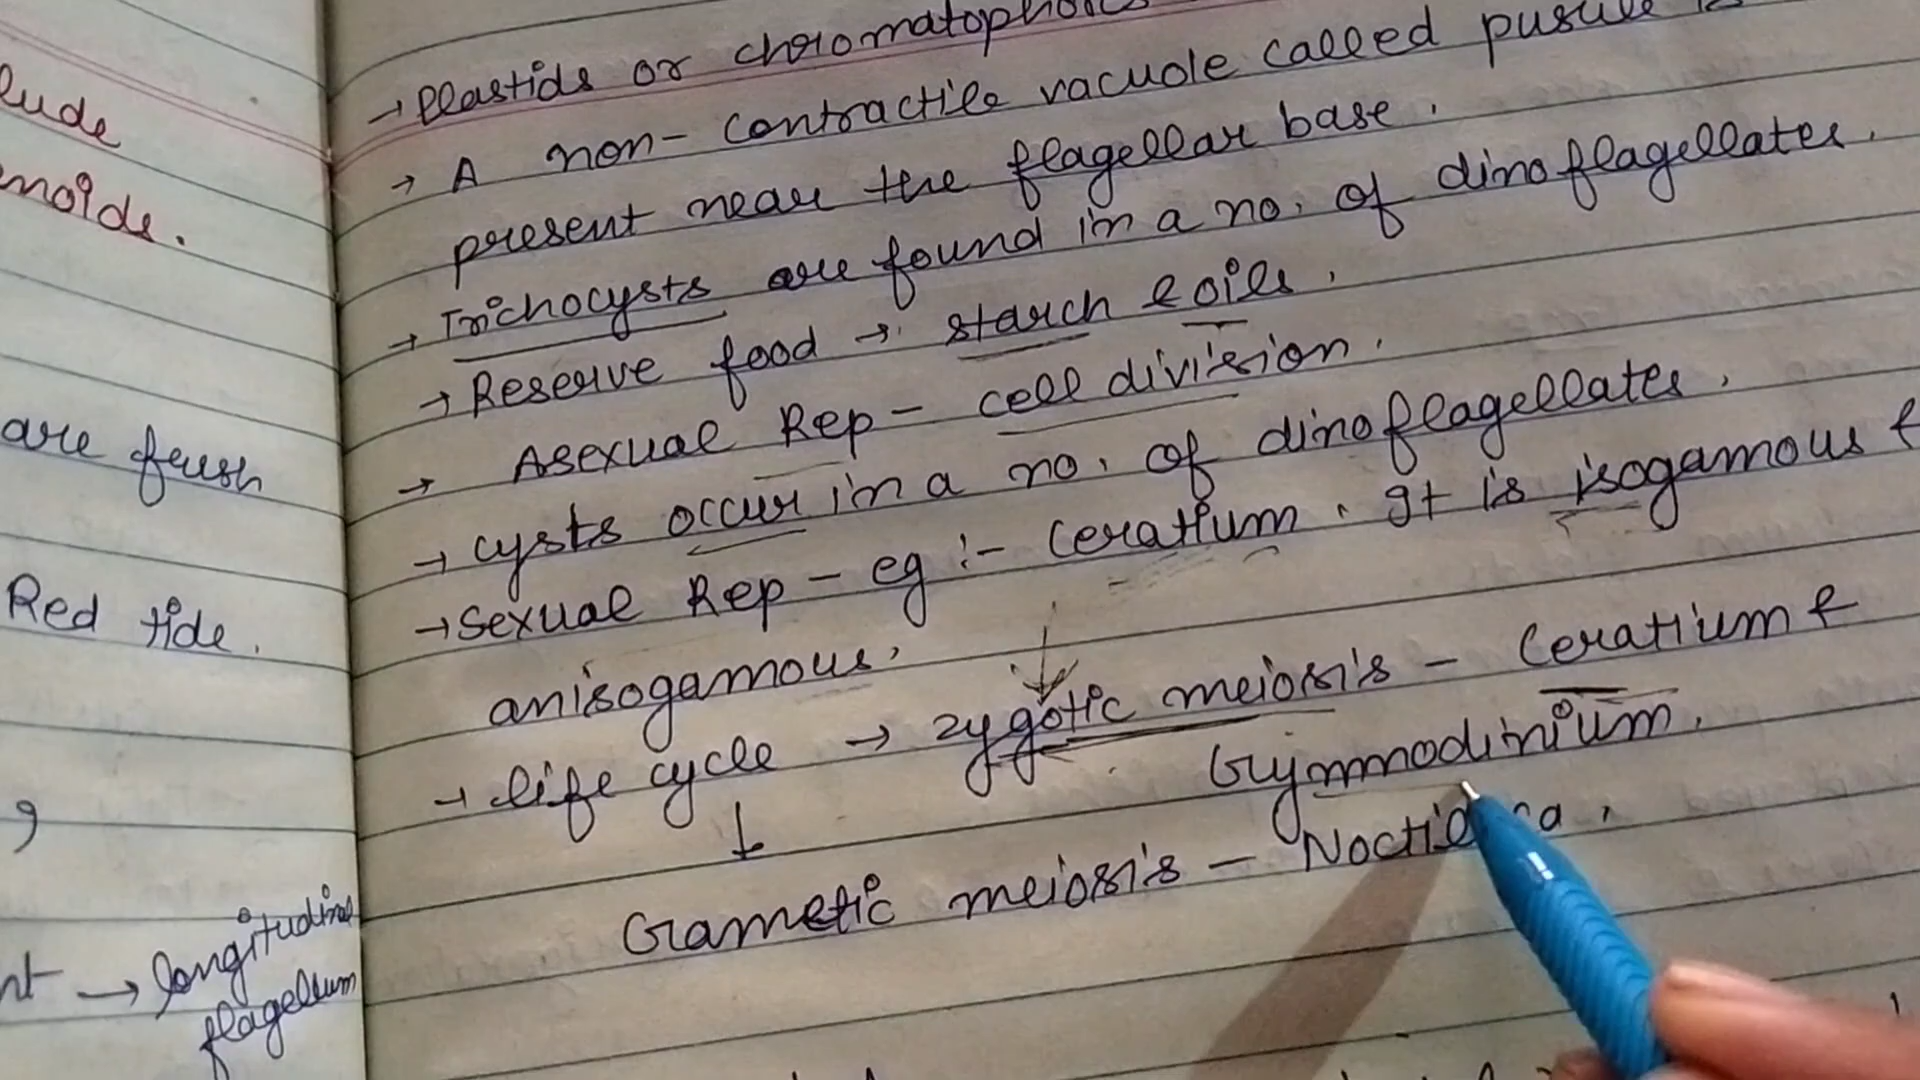 lude
moids.
are fresh
Red tide.
,
nt → longitudinal
flagellum
→ Plastids or chromatophores
→ A non-contractile vacuole called pusule is
present near the flagellar base.
→ Trichocysts are found in a no. of dinoflagellates.
→ Reserve food → starch & oils.
→ Asexual Rep - cell division.
→ cysts occur in a no. of dinoflagellates.
→ Sexual Rep - eg :- Ceratium. It is isogamous &
anisogamous.
→ life cycle → zygotic meiosis - Ceratium &
Gymnodinium.
↓
Gametic meiosis -